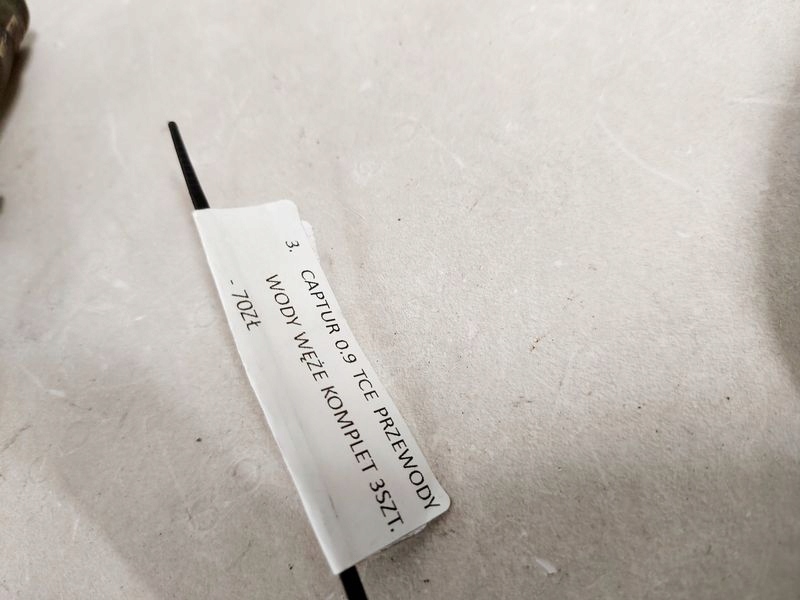 3. CAPTUR 0.9 TCE PRZEWODY
WODY WĘŻE KOMPLET 3SZT.
- 70ZŁ